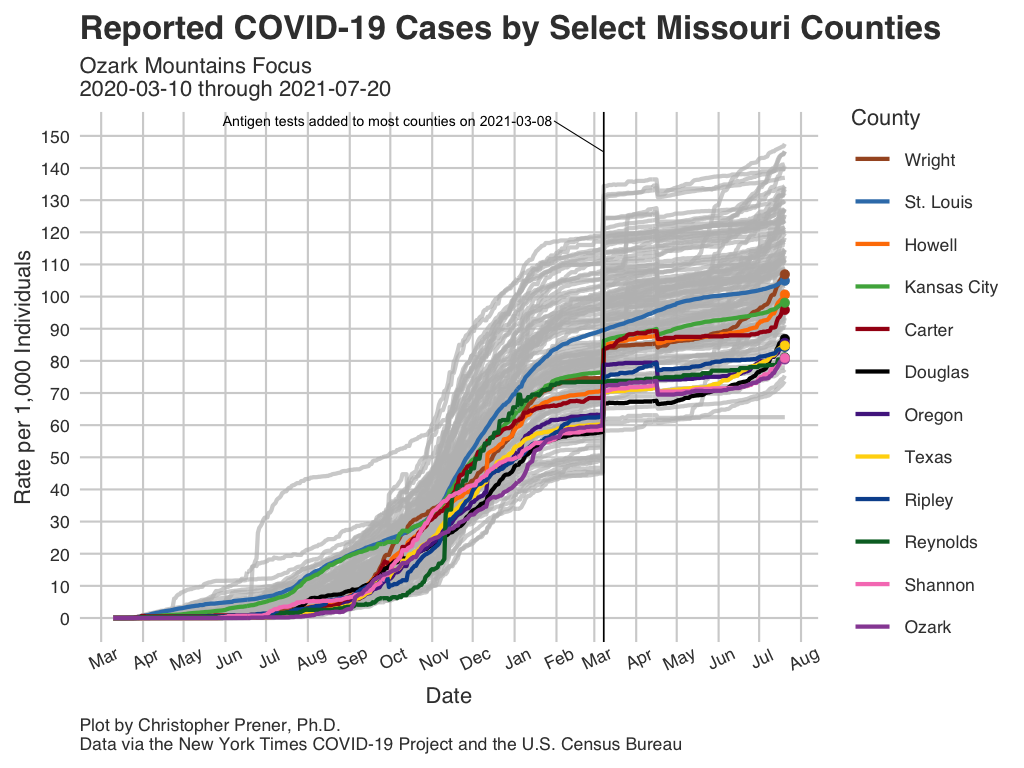 Reported COVID-19 Cases by Select Missouri Counties
Ozark Mountains Focus
2020-03-10 through 2021-07-20
Antigen tests added to most counties on 2021-03-08
County
Wright
St. Louis
Howell
Kansas City
Carter
Douglas
Oregon
Texas
Ripley
Reynolds
Shannon
Ozark
Rate per 1,000 Individuals
150
140
130
120
110
100
90
80
70
60
50
40
30
20
10
0
Mar Apr May Jun Jul Aug Sep Oct Nov Dec Jan Feb Mar Apr May Jun Jul Aug
Date
Plot by Christopher Prener, Ph.D.
Data via the New York Times COVID-19 Project and the U.S. Census Bureau